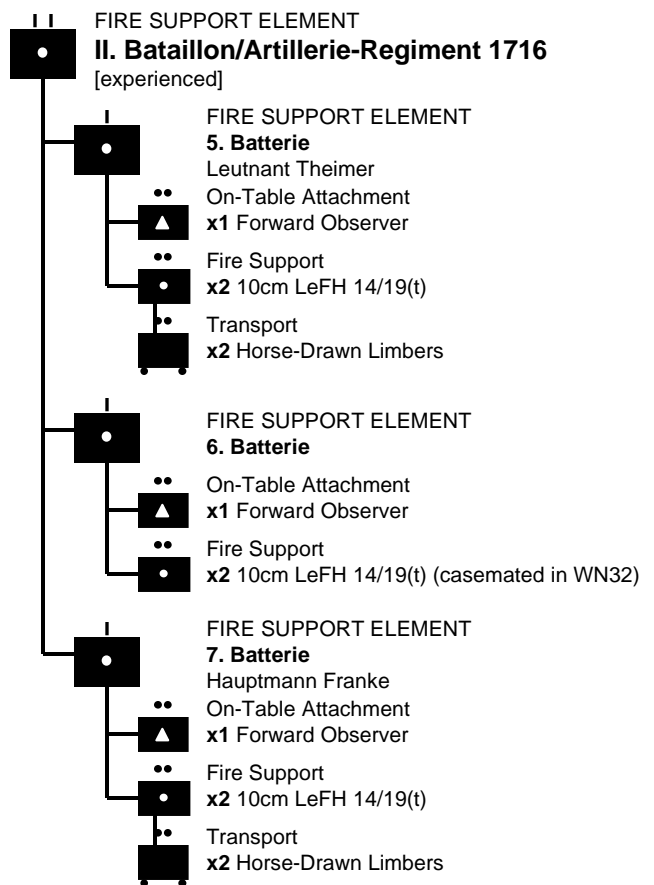 FIRE SUPPORT ELEMENT
II. Bataillon/Artillerie-Regiment 1716
[experienced]
FIRE SUPPORT ELEMENT
5. Batterie
Leutnant Theimer
On-Table Attachment
x1 Forward Observer
Fire Support
x2 10cm LeFH 14/19(t)
Transport
x2 Horse-Drawn Limbers
FIRE SUPPORT ELEMENT
6. Batterie
On-Table Attachment
x1 Forward Observer
Fire Support
x2 10cm LeFH 14/19(t) (casemated in WN32)
FIRE SUPPORT ELEMENT
7. Batterie
Hauptmann Franke
On-Table Attachment
x1 Forward Observer
Fire Support
x2 10cm LeFH 14/19(t)
Transport
x2 Horse-Drawn Limbers